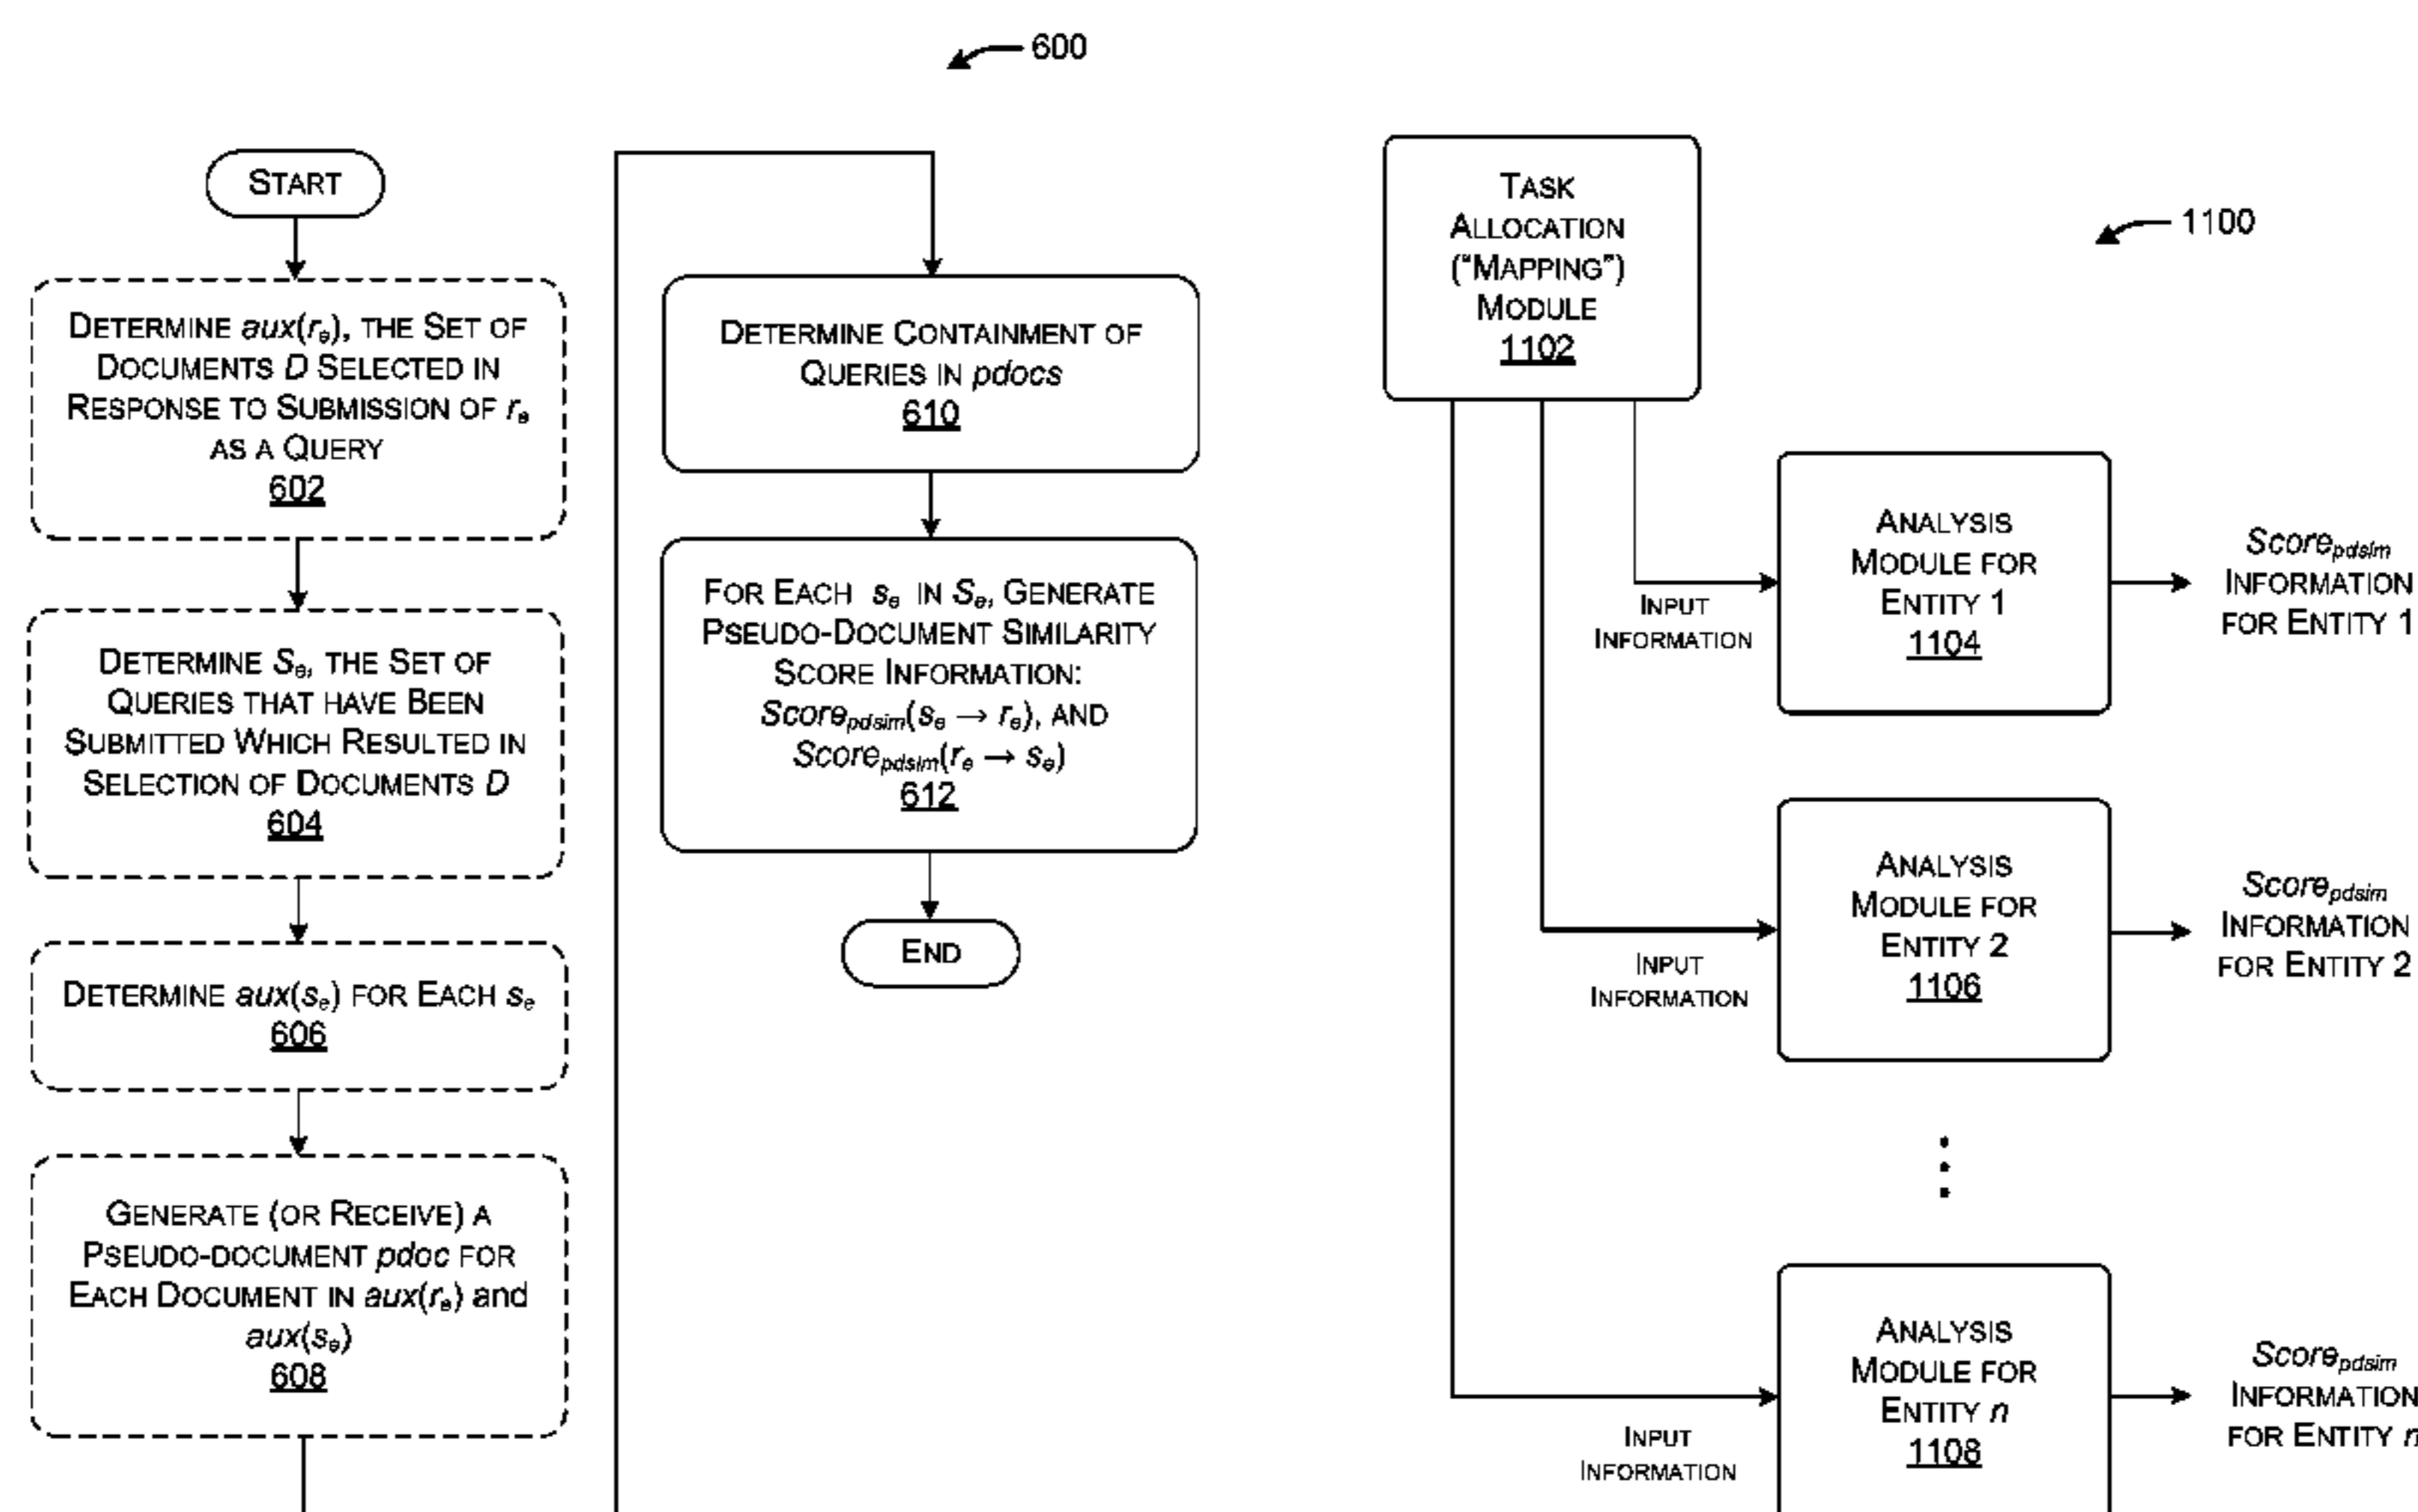 600
START
DETERMINE aux(rₑ), THE SET OF
DOCUMENTS D SELECTED IN
RESPONSE TO SUBMISSION OF rₑ
AS A QUERY
602
DETERMINE Sₑ, THE SET OF
QUERIES THAT HAVE BEEN
SUBMITTED WHICH RESULTED IN
SELECTION OF DOCUMENTS D
604
DETERMINE aux(sₑ) FOR EACH sₑ
606
GENERATE (OR RECEIVE) A
PSEUDO-DOCUMENT pdoc FOR
EACH DOCUMENT IN aux(rₑ) and
aux(sₑ)
608
DETERMINE CONTAINMENT OF
QUERIES IN pdocs
610
FOR EACH sₑ IN Sₑ, GENERATE
PSEUDO-DOCUMENT SIMILARITY
SCORE INFORMATION:
Scorepdsim(sₑ → rₑ), AND
Scorepdsim(rₑ → sₑ)
612
END
1100
TASK
ALLOCATION
("MAPPING")
MODULE
1102
INPUT
INFORMATION
ANALYSIS
MODULE FOR
ENTITY 1
1104
Scorepdsim
INFORMATION
FOR ENTITY 1
INPUT
INFORMATION
ANALYSIS
MODULE FOR
ENTITY 2
1106
Scorepdsim
INFORMATION
FOR ENTITY 2
INPUT
INFORMATION
ANALYSIS
MODULE FOR
ENTITY n
1108
Scorepdsim
INFORMATION
FOR ENTITY n